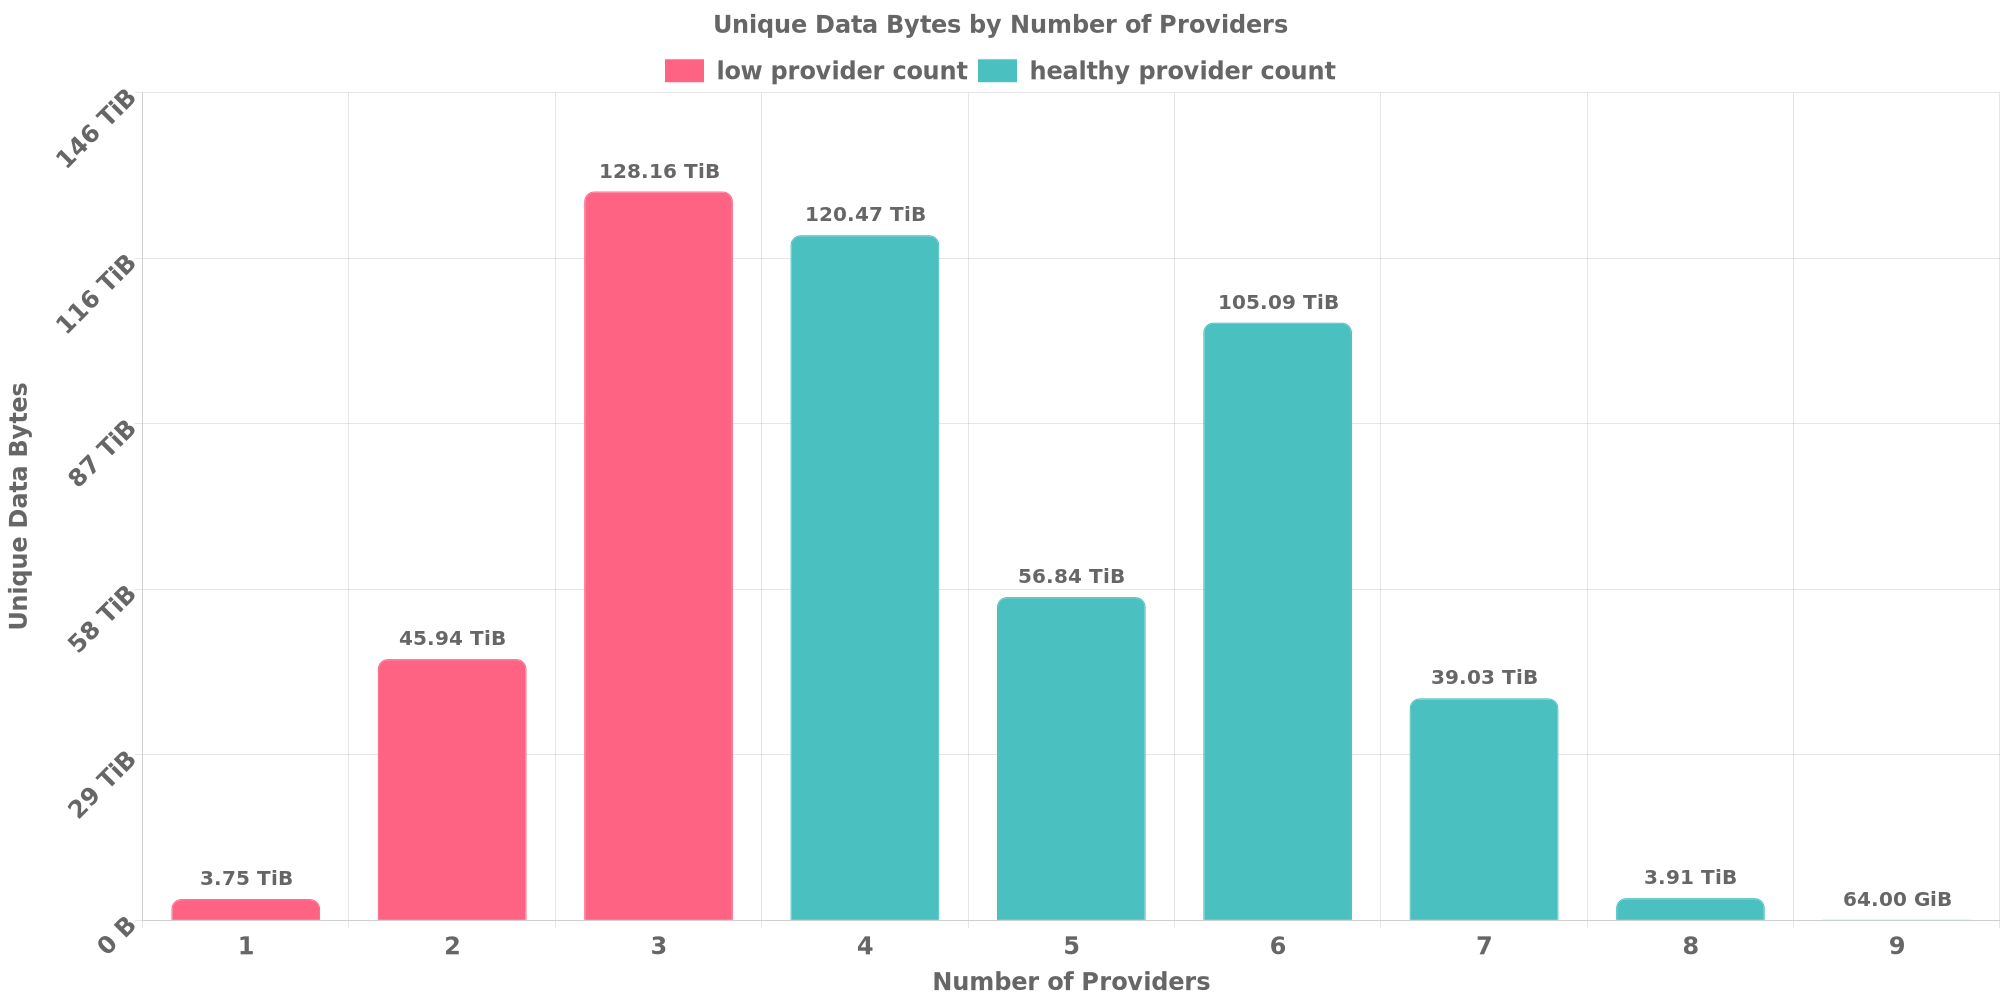 Unique Data Bytes by Number of Providers
low provider count healthy provider count
146 TiB
116 TiB
87 TiB
58 TiB
29 TiB
0 B
Unique Data Bytes
3.75 TiB
45.94 TiB
128.16 TiB
120.47 TiB
56.84 TiB
105.09 TiB
39.03 TiB
3.91 TiB
64.00 GiB
1 2 3 4 5 6 7 8 9
Number of Providers